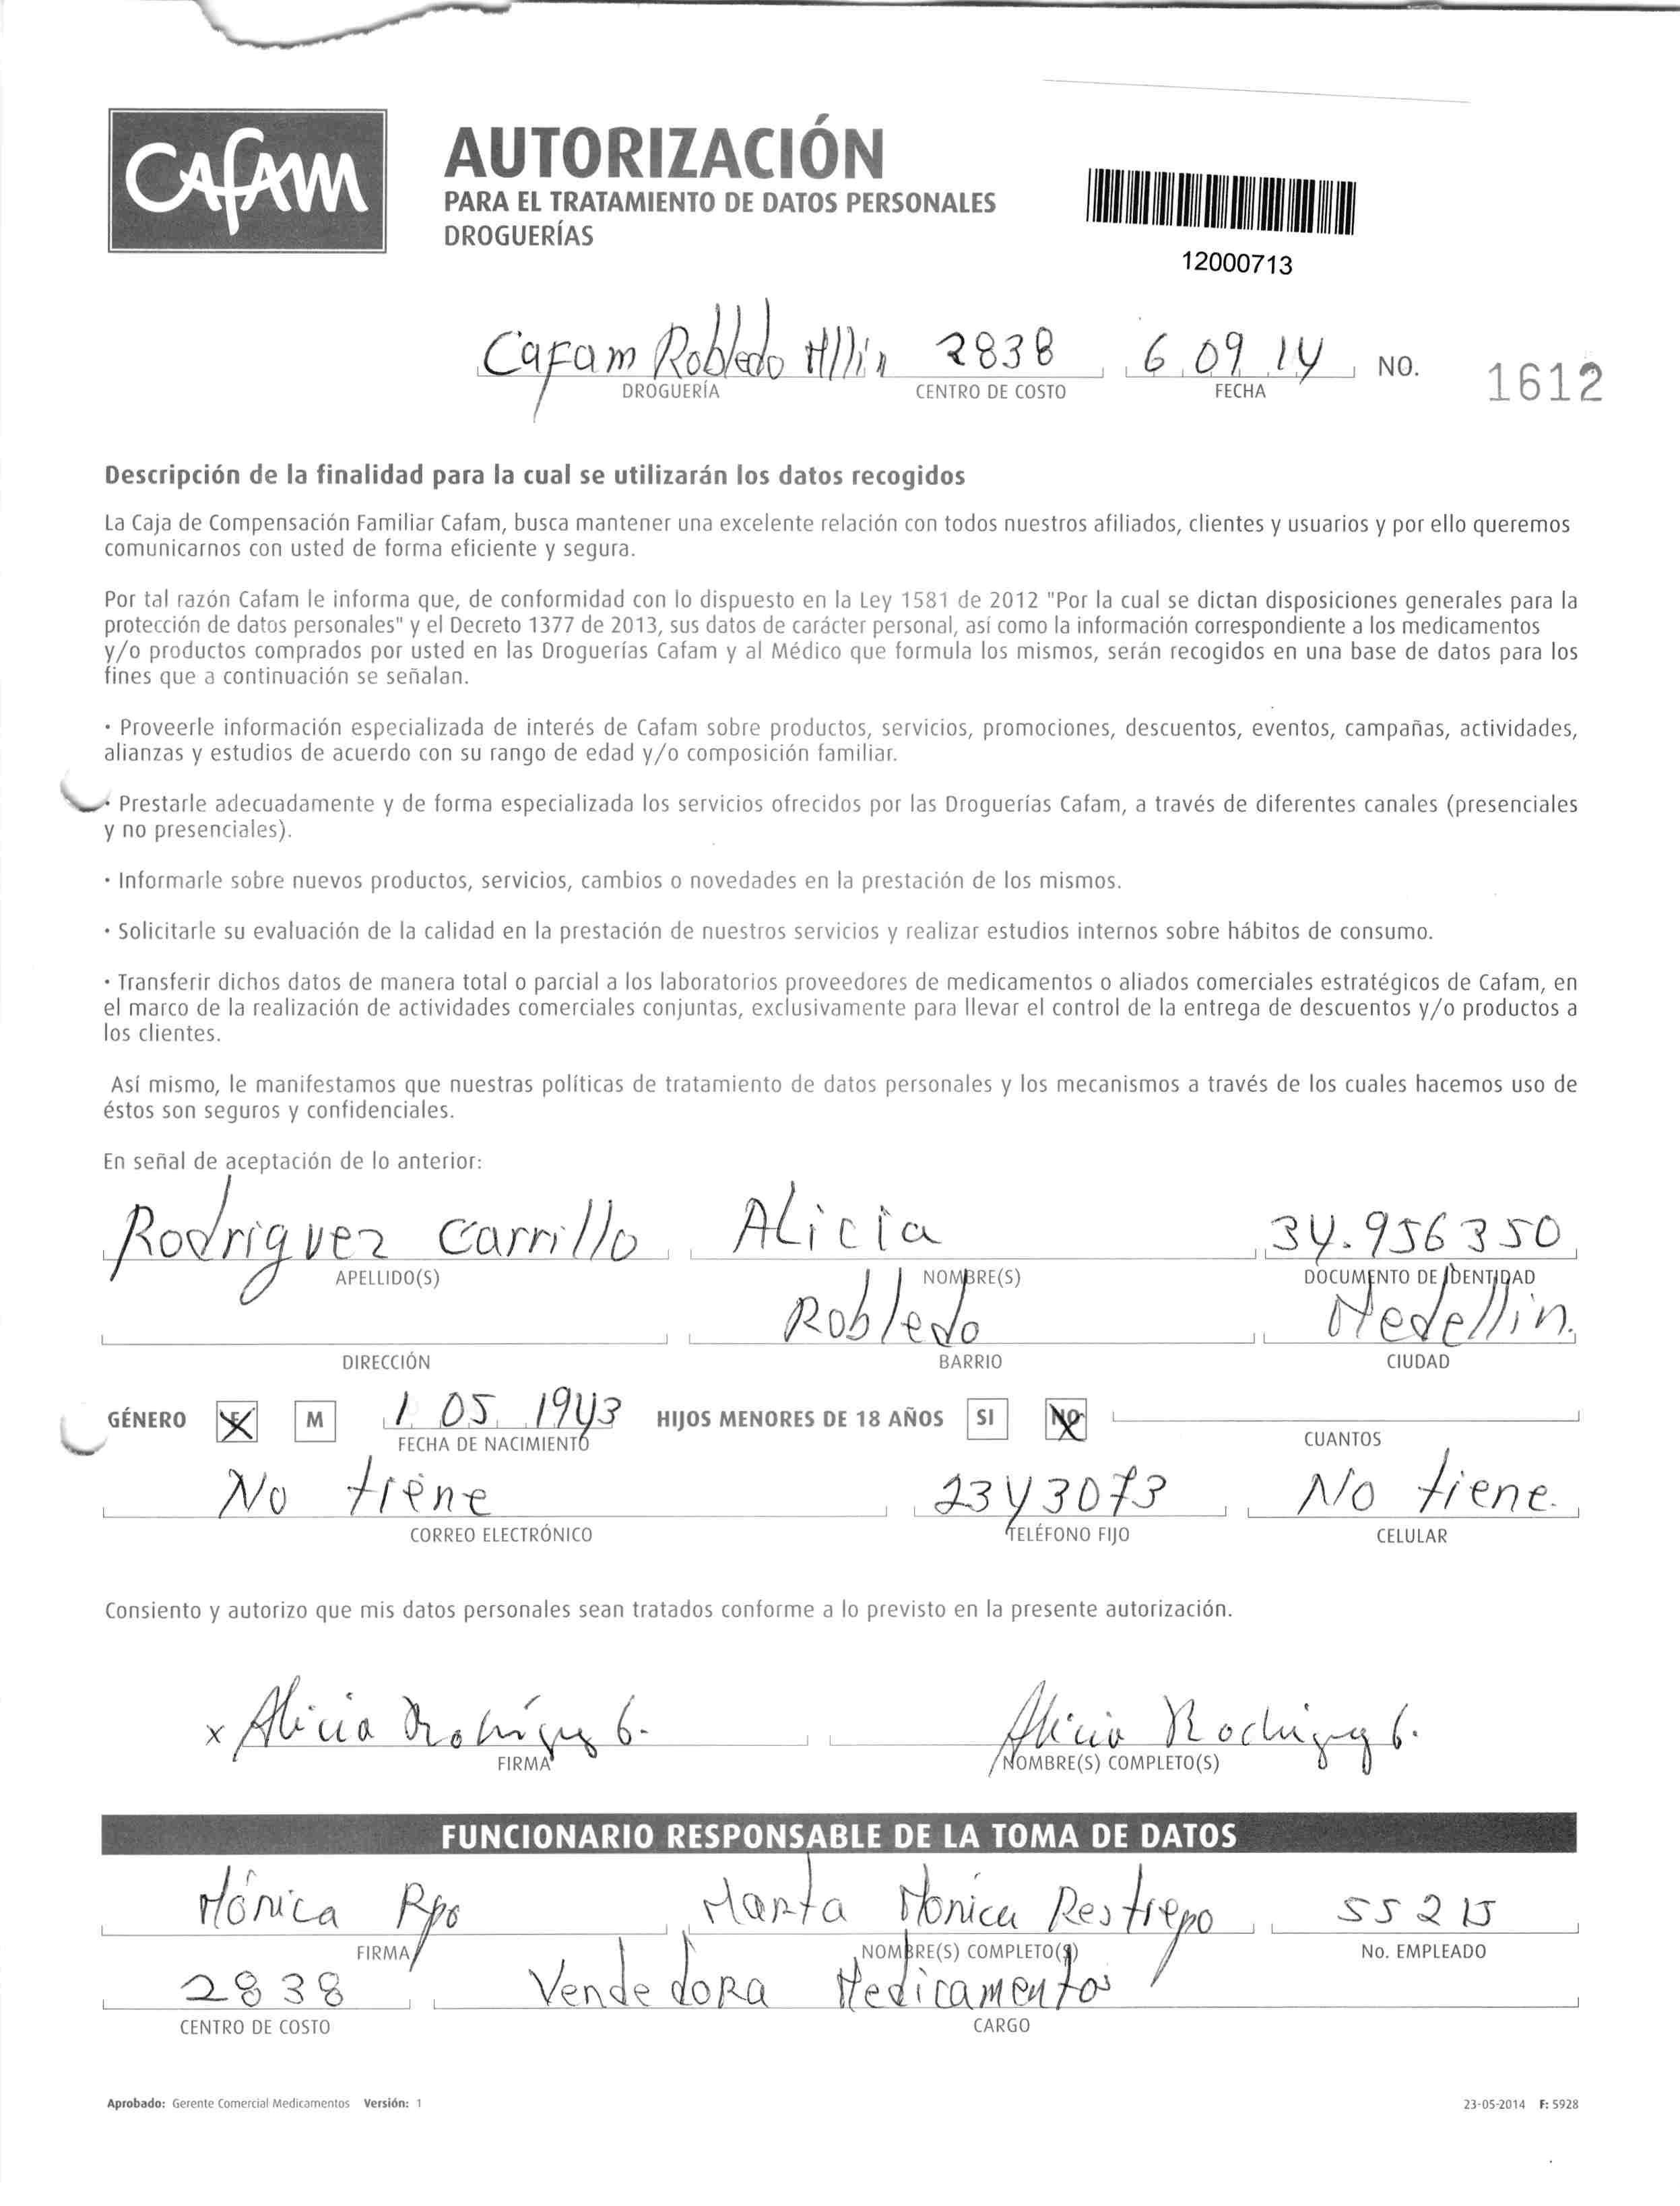 Cafam
AUTORIZACIÓN
PARA EL TRATAMIENTO DE DATOS PERSONALES
DROGUERÍAS
12000713
Cafam Robledo Mllin 2838 6 09 14 NO. 1612
DROGUERÍA CENTRO DE COSTO FECHA
Descripción de la finalidad para la cual se utilizarán los datos recogidos
La Caja de Compensación Familiar Cafam, busca mantener una excelente relación con todos nuestros afiliados, clientes y usuarios y por ello queremos
comunicarnos con usted de forma eficiente y segura.
Por tal razón Cafam le informa que, de conformidad con lo dispuesto en la Ley 1581 de 2012 "Por la cual se dictan disposiciones generales para la
protección de datos personales" y el Decreto 1377 de 2013, sus datos de carácter personal, así como la información correspondiente a los medicamentos
y/o productos comprados por usted en las Droguerías Cafam y al Médico que formula los mismos, serán recogidos en una base de datos para los
fines que a continuación se señalan.
· Proveerle información especializada de interés de Cafam sobre productos, servicios, promociones, descuentos, eventos, campañas, actividades,
alianzas y estudios de acuerdo con su rango de edad y/o composición familiar.
· Prestarle adecuadamente y de forma especializada los servicios ofrecidos por las Droguerías Cafam, a través de diferentes canales (presenciales
y no presenciales).
· Informarle sobre nuevos productos, servicios, cambios o novedades en la prestación de los mismos.
· Solicitarle su evaluación de la calidad en la prestación de nuestros servicios y realizar estudios internos sobre hábitos de consumo.
· Transferir dichos datos de manera total o parcial a los laboratorios proveedores de medicamentos o aliados comerciales estratégicos de Cafam, en
el marco de la realización de actividades comerciales conjuntas, exclusivamente para llevar el control de la entrega de descuentos y/o productos a
los clientes.
Así mismo, le manifestamos que nuestras políticas de tratamiento de datos personales y los mecanismos a través de los cuales hacemos uso de
éstos son seguros y confidenciales.
En señal de aceptación de lo anterior:
Rodriguez Carrillo Alicia 34.956350
APELLIDO(S) NOMBRE(S) DOCUMENTO DE IDENTIDAD
Robledo Medellin.
DIRECCIÓN BARRIO CIUDAD
GÉNERO F M 1 05 1943 HIJOS MENORES DE 18 AÑOS SI NO
FECHA DE NACIMIENTO CUANTOS
No tiene 2343073 No tiene.
CORREO ELECTRÓNICO TELÉFONO FIJO CELULAR
Consiento y autorizo que mis datos personales sean tratados conforme a lo previsto en la presente autorización.
x Alicia Rodríguez C. Alicia Rodriguez C.
FIRMA NOMBRE(S) COMPLETO(S)
FUNCIONARIO RESPONSABLE DE LA TOMA DE DATOS
Mónica Rpo Marta Mónica Restrepo 55215
FIRMA NOMBRE(S) COMPLETO(S) No. EMPLEADO
2838 Vendedora Medicamentos
CENTRO DE COSTO CARGO
Aprobado: Gerente Comercial Medicamentos Versión: 1 23-05-2014 F: 5928